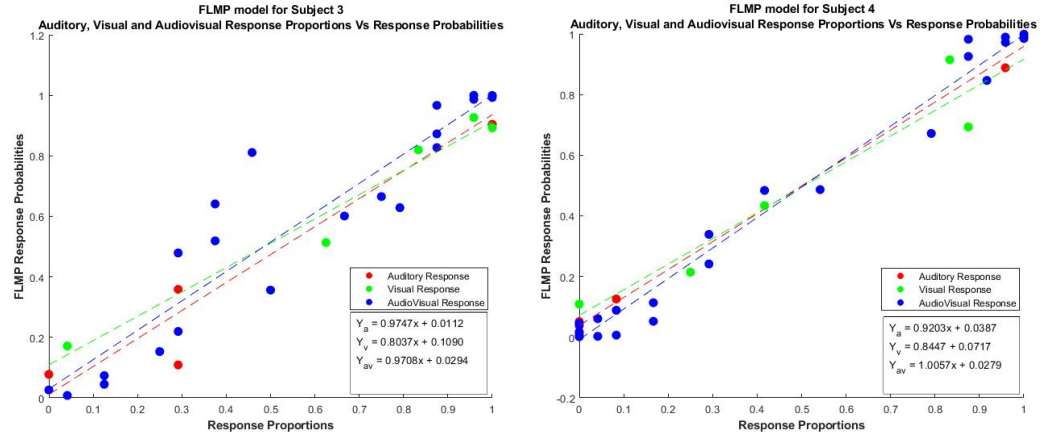 FLMP model for Subject 3
Auditory, Visual and Audiovisual Response Proportions Vs Response Probabilities
1.2
1
0.8
0.6
0.4
0.2
0
FLMP Response Probabilities
0 0.1 0.2 0.3 0.4 0.5 0.6 0.7 0.8 0.9 1
Response Proportions
Auditory Response
Visual Response
AudioVisual Response
Ya = 0.9747x + 0.0112
Yv = 0.8037x + 0.1090
Yav = 0.9708x + 0.0294
FLMP model for Subject 4
Auditory, Visual and Audiovisual Response Proportions Vs Response Probabilities
1
0.8
0.6
0.4
0.2
0
-0.2
FLMP Response Probabilities
0 0.1 0.2 0.3 0.4 0.5 0.6 0.7 0.8 0.9 1
Response Proportions
Auditory Response
Visual Response
AudioVisual Response
Ya = 0.9203x + 0.0387
Yv = 0.8447x + 0.0717
Yav = 1.0057x + 0.0279